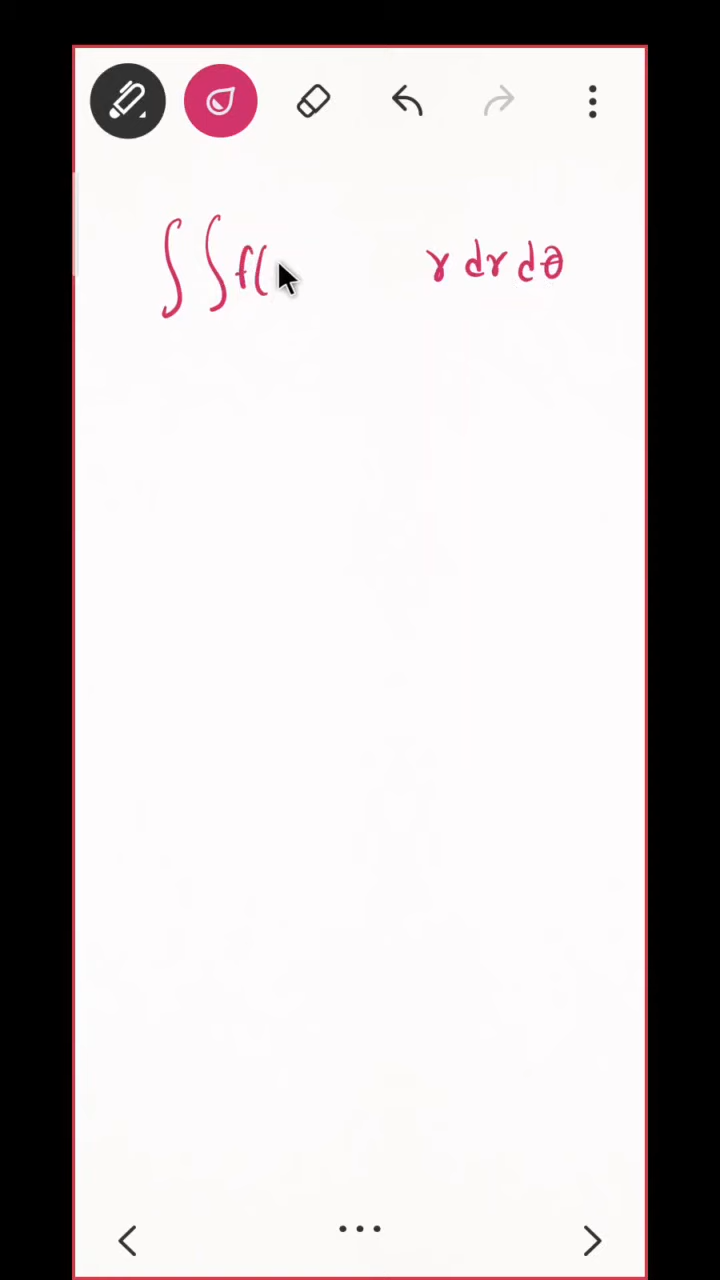 ∫ ∫ f( r dr dθ